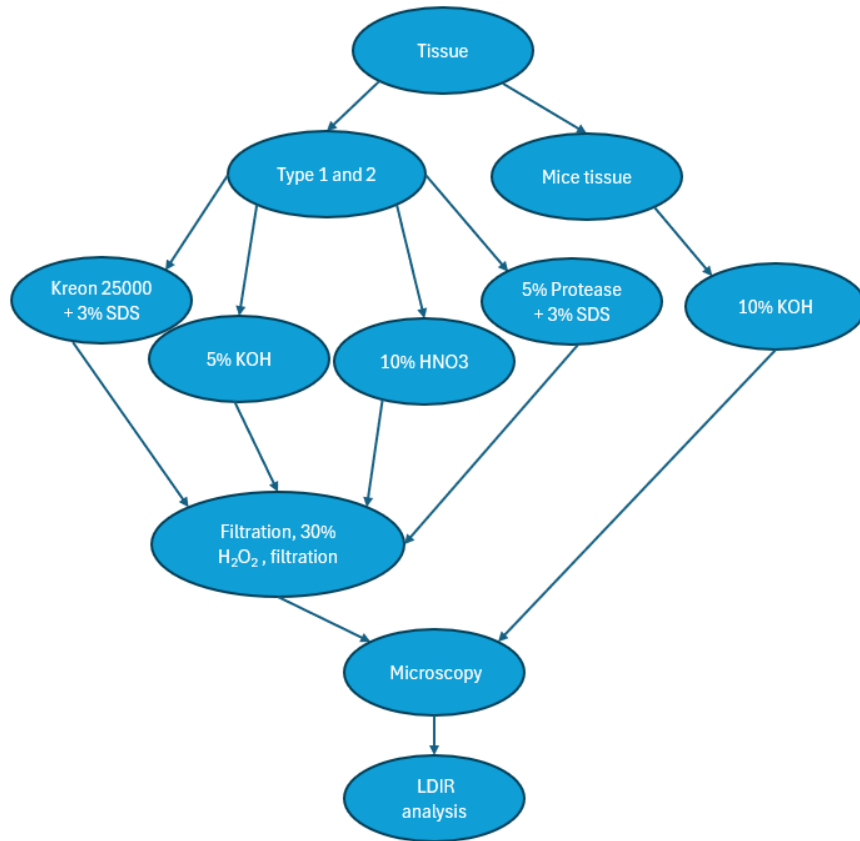 Tissue
Type 1 and 2
Mice tissue
Kreon 25000
+ 3% SDS
5% KOH
10% HNO3
5% Protease
+ 3% SDS
10% KOH
Filtration, 30%
H₂O₂ , filtration
Microscopy
LDIR
analysis